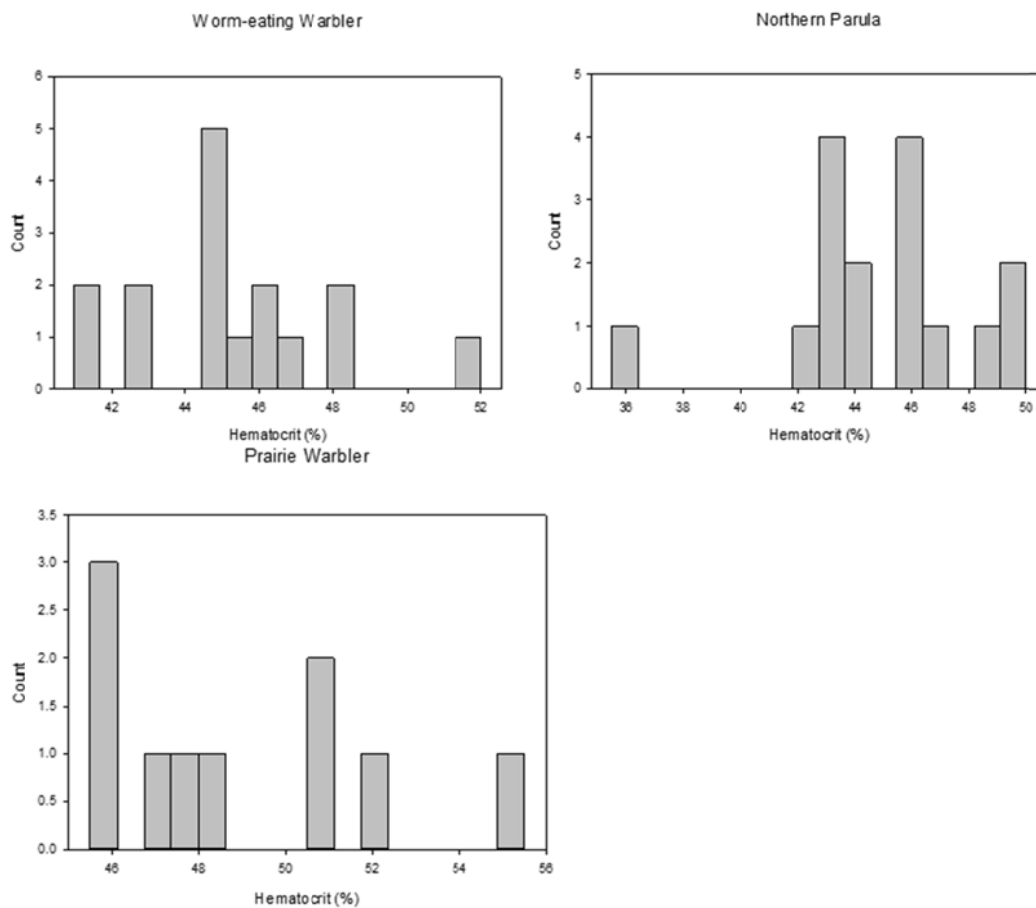 Worm-eating Warbler
6
5
4
3
2
1
0
Count
42 44 46 48 50 52
Hematocrit (%)
Northern Parula
5
4
3
2
1
0
Count
36 38 40 42 44 46 48 50
Hematocrit (%)
Prairie Warbler
3.5
3.0
2.5
2.0
1.5
1.0
0.5
0.0
Count
46 48 50 52 54 56
Hematocrit (%)